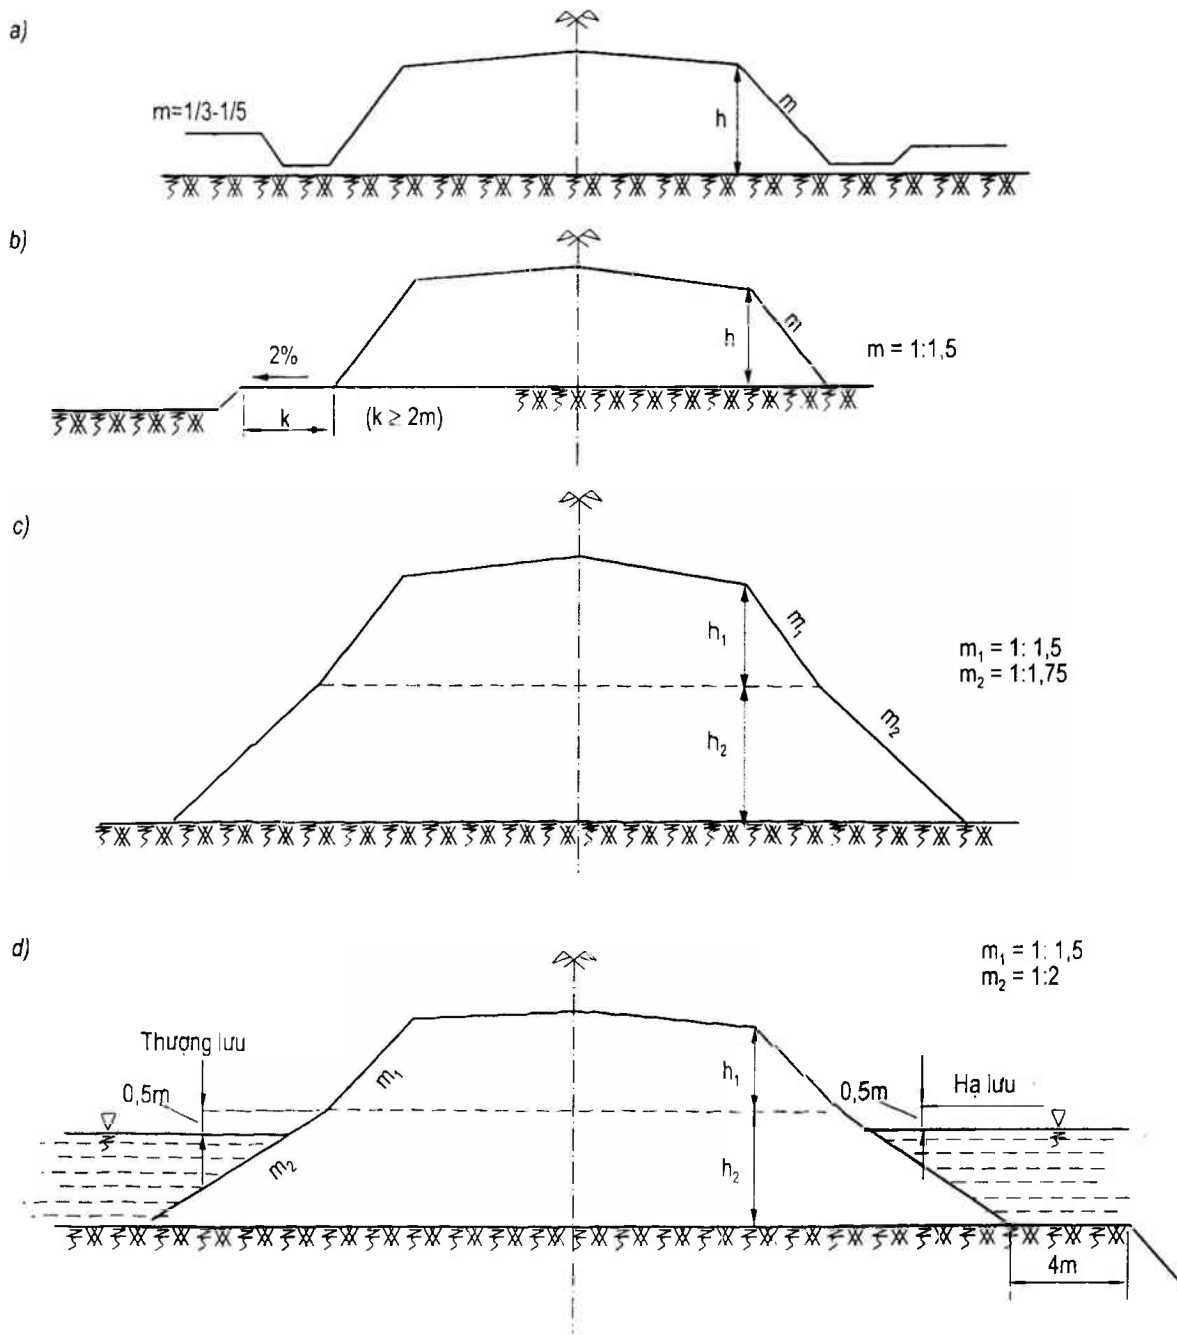 a)
m=1/3-1/5
h
m
b)
2%
k
(k ≥ 2m)
h
m
m = 1:1,5
c)
h₁
m₁
h₂
m₂
m₁ = 1: 1,5
m₂ = 1:1,75
d)
m₁ = 1: 1,5
m₂ = 1:2
Thượng lưu
0,5m
m₁
m₂
h₁
h₂
0,5m
Hạ lưu
4m